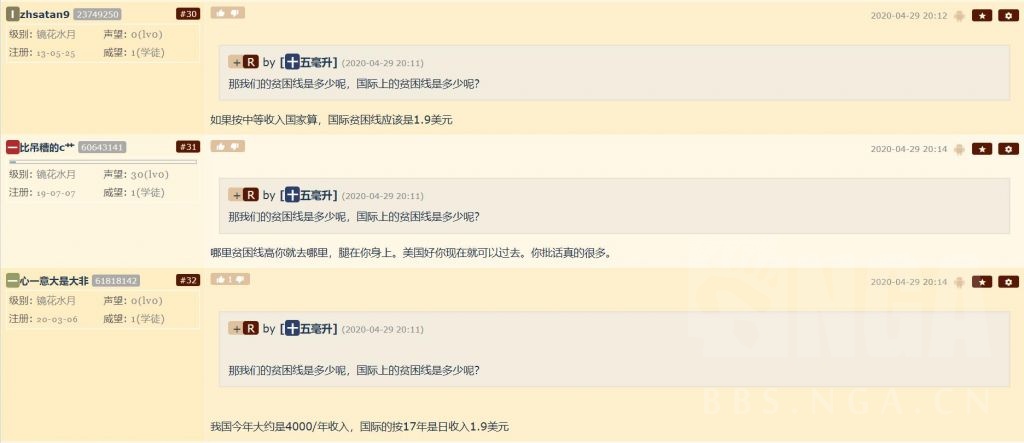 zhsatan9 23749250 #30
级别: 镜花水月 声望: 0(lv0)
注册: 13-05-25 威望: 1(学徒)
2020-04-29 20:12
+ R by [十五毫升] (2020-04-29 20:11)
那我们的贫困线是多少呢，国际上的贫困线是多少呢?
如果按中等收入国家算，国际贫困线应该是1.9美元
一比吊糟的c艹 60643141 #31
级别: 镜花水月 声望: 30(lv0)
注册: 19-07-07 威望: 1(学徒)
2020-04-29 20:14
+ R by [十五毫升] (2020-04-29 20:11)
那我们的贫困线是多少呢，国际上的贫困线是多少呢?
哪里贫困线高你就去哪里，腿在你身上。美国好你现在就可以过去。你批话真的很多。
一心一意大是大非 61818142 #32
级别: 镜花水月 声望: 0(lv0)
注册: 20-03-06 威望: 1(学徒)
1
2020-04-29 20:14
+ R by [十五毫升] (2020-04-29 20:11)
那我们的贫困线是多少呢，国际上的贫困线是多少呢?
我国今年大约是4000/年收入，国际的按17年是日收入1.9美元
NGA
BBS.NGA.CN